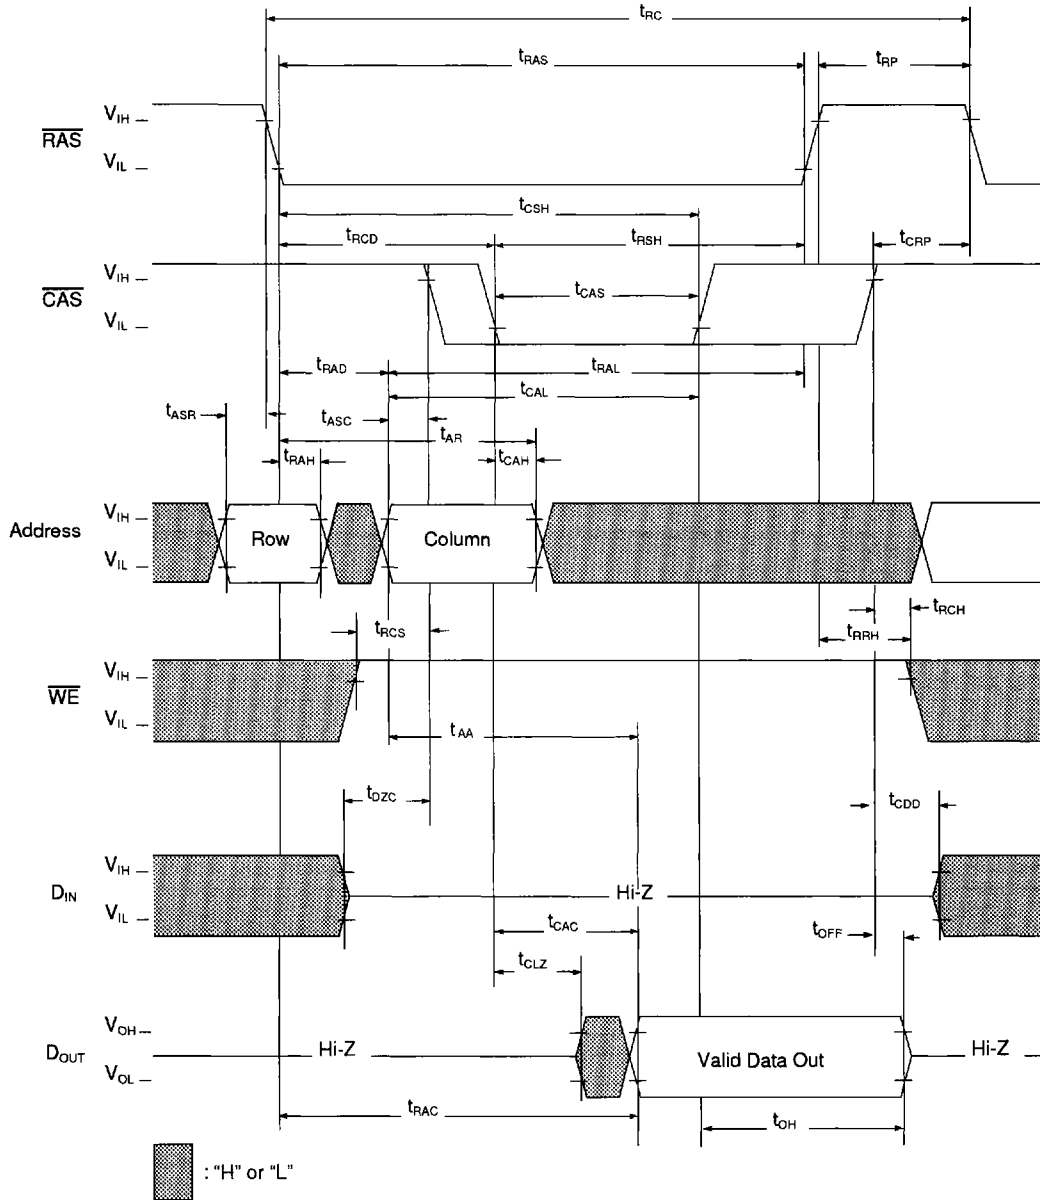 tRC
tRAS
tRP
RAS
VIH
VIL
tCSH
tRCD
tRSH
tCRP
CAS
VIH
VIL
tCAS
tRAD
tRAL
tCAL
tASR
tASC
tAR
tRAH
tCAH
Address
VIH
VIL
Row
Column
tRCH
tRCS
tRRH
WE
VIH
VIL
tAA
tDZC
tCDD
DIN
VIH
VIL
Hi-Z
tCAC
tOFF
tCLZ
DOUT
VOH
VOL
Hi-Z
Valid Data Out
Hi-Z
tRAC
tOH
: “H” or “L”